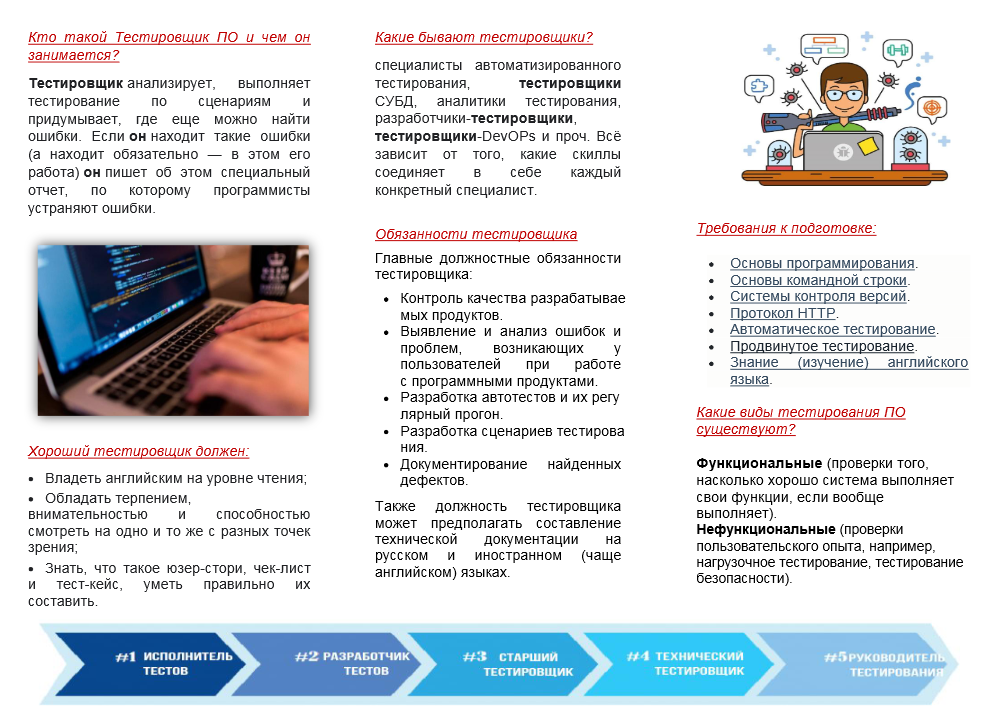 Кто такой Тестировщик ПО и чем он
занимается?
Тестировщик анализирует, выполняет
тестирование по сценариям и
придумывает, где еще можно найти
ошибки. Если он находит такие ошибки
(а находит обязательно — в этом его
работа) он пишет об этом специальный
отчет, по которому программисты
устраняют ошибки.
Хороший тестировщик должен:
• Владеть английским на уровне чтения;
• Обладать терпением,
внимательностью и способностью
смотреть на одно и то же с разных точек
зрения;
• Знать, что такое юзер-стори, чек-лист
и тест-кейс, уметь правильно их
составить.
Какие бывают тестировщики?
специалисты автоматизированного
тестирования, тестировщики
СУБД, аналитики тестирования,
разработчики-тестировщики,
тестировщики-DevOPs и проч. Всё
зависит от того, какие скиллы
соединяет в себе каждый
конкретный специалист.
Обязанности тестировщика
Главные должностные обязанности
тестировщика:
• Контроль качества разрабатывае
мых продуктов.
• Выявление и анализ ошибок и
проблем, возникающих у
пользователей при работе
с программными продуктами.
• Разработка автотестов и их регу
лярный прогон.
• Разработка сценариев тестирова
ния.
• Документирование найденных
дефектов.
Также должность тестировщика
может предполагать составление
технической документации на
русском и иностранном (чаще
английском) языках.
Требования к подготовке:
• Основы программирования.
• Основы командной строки.
• Системы контроля версий.
• Протокол HTTP.
• Автоматическое тестирование.
• Продвинутое тестирование.
• Знание (изучение) английского
языка.
Какие виды тестирования ПО
существуют?
Функциональные (проверки того,
насколько хорошо система выполняет
свои функции, если вообще
выполняет).
Нефункциональные (проверки
пользовательского опыта, например,
нагрузочное тестирование, тестирование
безопасности).
#1 ИСПОЛНИТЕЛЬ
ТЕСТОВ
#2 РАЗРАБОТЧИК
ТЕСТОВ
#3 СТАРШИЙ
ТЕСТИРОВЩИК
#4 ТЕХНИЧЕСКИЙ
ТЕСТИРОВЩИК
#5 РУКОВОДИТЕЛЬ
ТЕСТИРОВАНИЯ